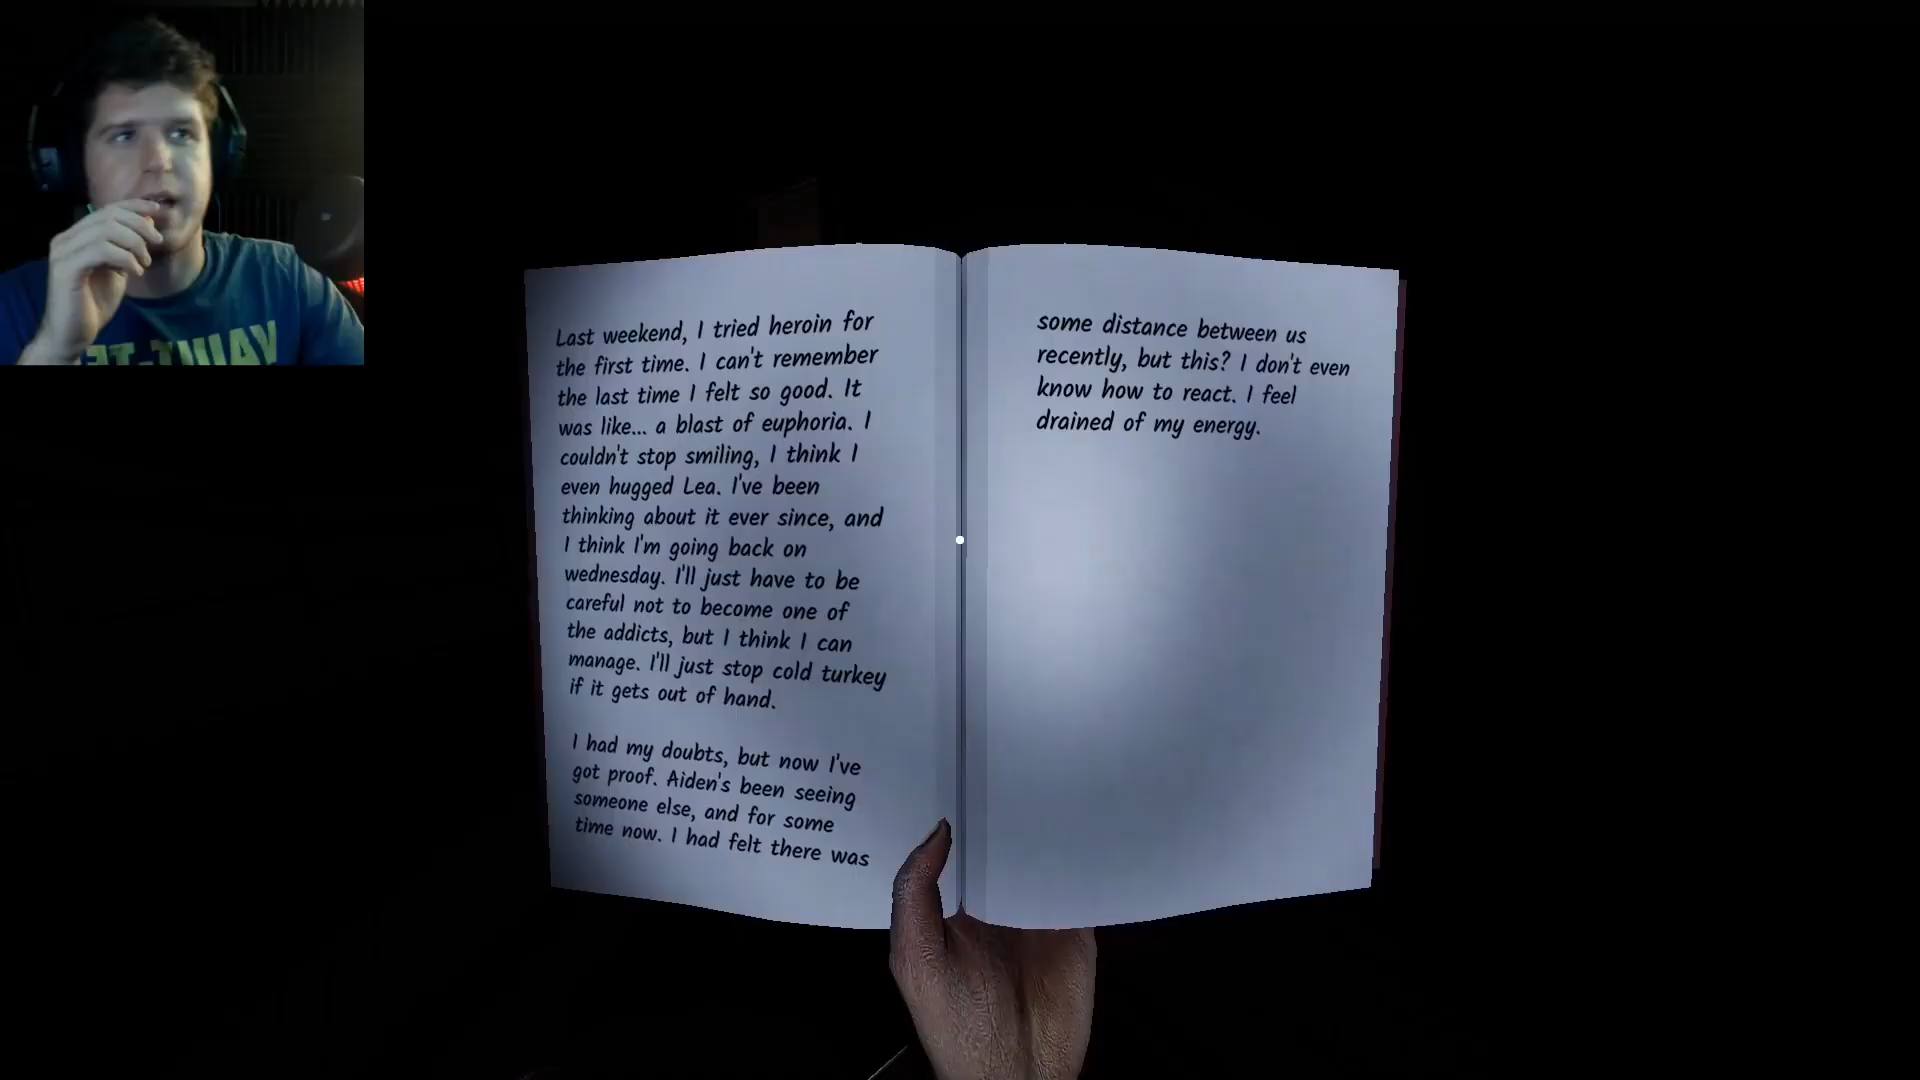 VAULT-TE
Last weekend, I tried heroin for
the first time. I can't remember
the last time I felt so good. It
was like... a blast of euphoria. I
couldn't stop smiling, I think I
even hugged Lea. I've been
thinking about it ever since, and
I think I'm going back on
wednesday. I'll just have to be
careful not to become one of
the addicts, but I think I can
manage. I'll just stop cold turkey
if it gets out of hand.
I had my doubts, but now I've
got proof. Aiden's been seeing
someone else, and for some
time now. I had felt there was
some distance between us
recently, but this? I don't even
know how to react. I feel
drained of my energy.